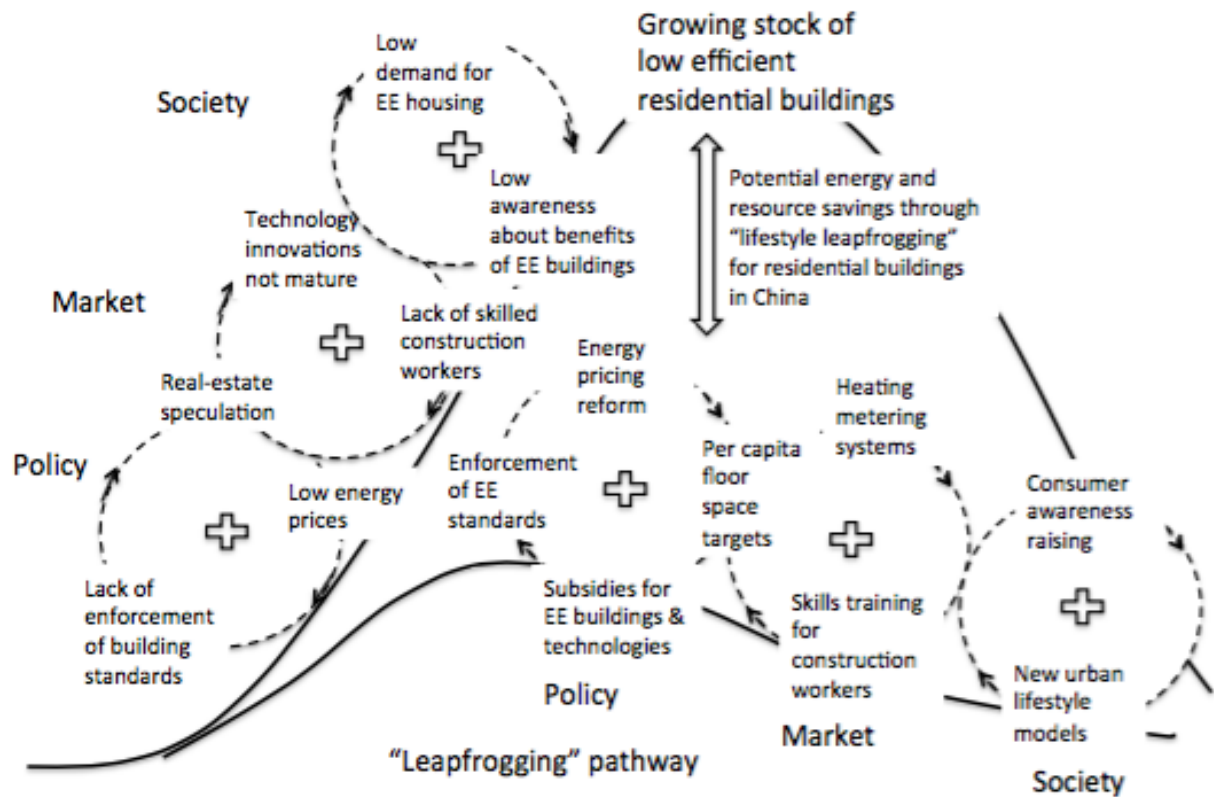 Growing stock of
low efficient
residential buildings
Low
demand for
EE housing
Society
Low
awareness
about benefits
of EE buildings
Potential energy and
resource savings through
“lifestyle leapfrogging”
for residential buildings
in China
Technology
innovations
not mature
Market
Lack of skilled
construction
workers
Real-estate
speculation
Energy
pricing
reform
Heating
metering
systems
Policy
Low energy
prices
Enforcement
of EE
standards
Per capita
floor
space
targets
Consumer
awareness
raising
Lack of
enforcement
of building
standards
Subsidies for
EE buildings &
technologies
Skills training
for
construction
workers
New urban
lifestyle
models
Policy
Market
Society
“Leapfrogging” pathway